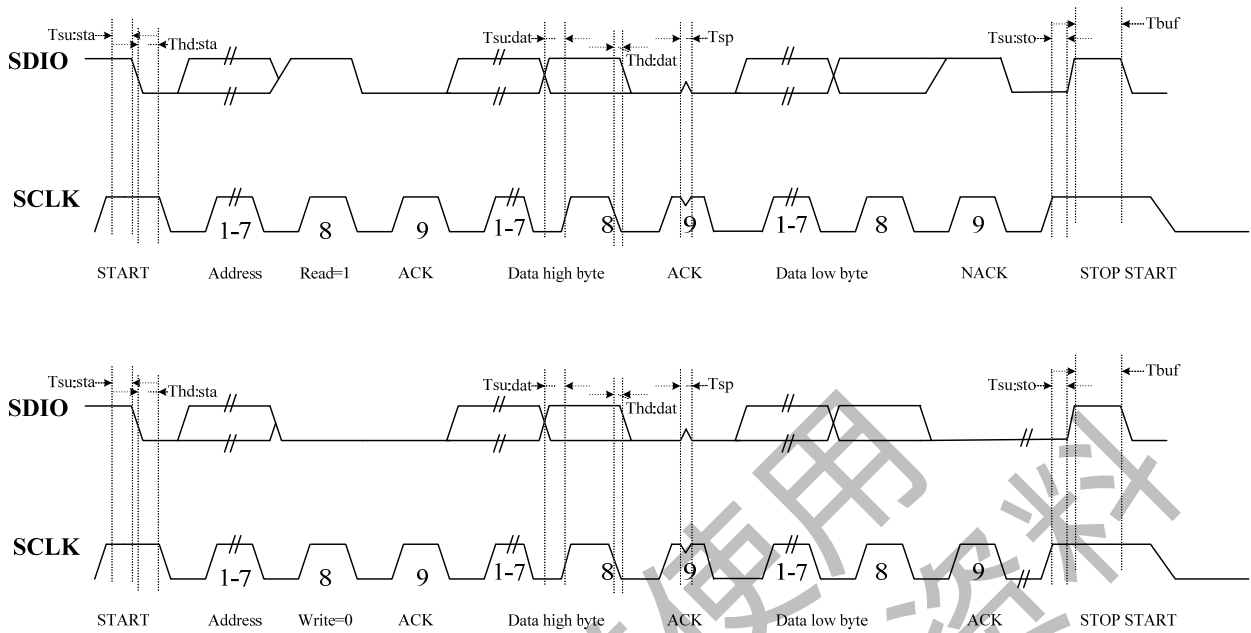 Tsu:sta Thd:sta Tsu:dat Thd:dat Tsp Tsu:sto Tbuf
SDIO
SCLK
1-7 8 9 1-7 8 9 1-7 8 9
START Address Read=1 ACK Data high byte ACK Data low byte NACK STOP START
Tsu:sta Thd:sta Tsu:dat Thd:dat Tsp Tsu:sto Tbuf
SDIO
SCLK
1-7 8 9 1-7 8 9 1-7 8 9
START Address Write=0 ACK Data high byte ACK Data low byte ACK STOP START
使用
资料